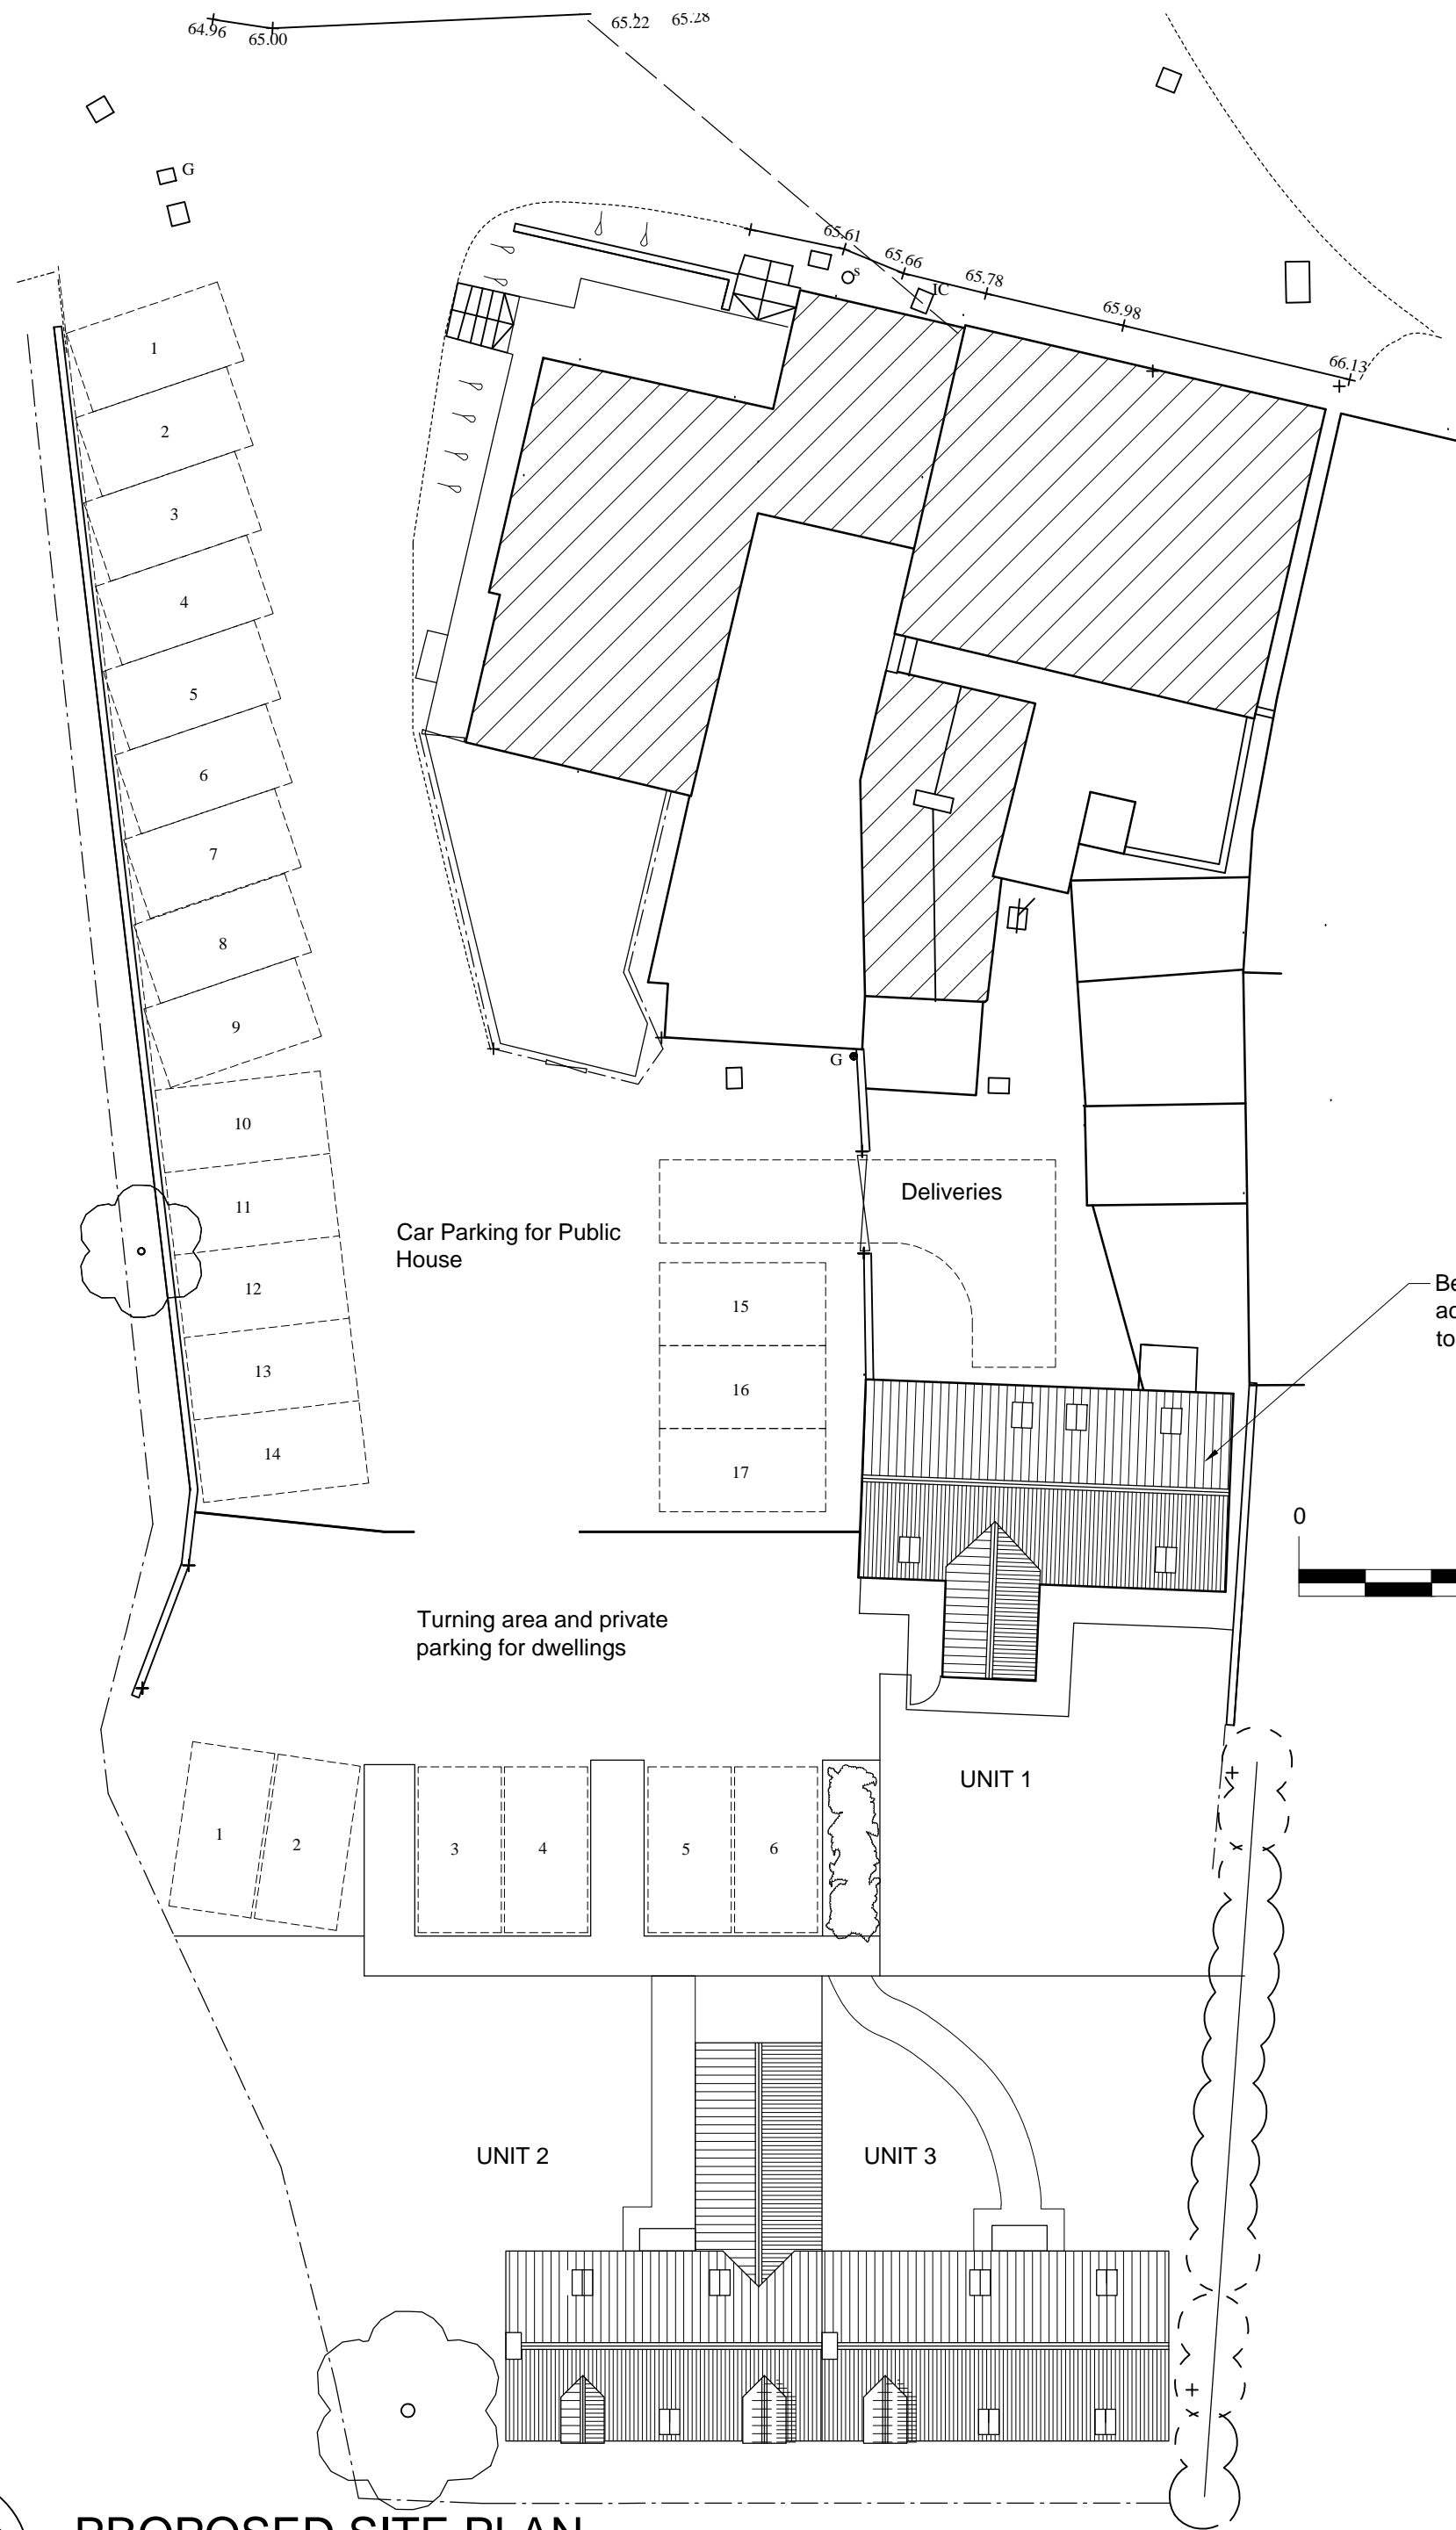 64.96
65.00
65.22
65.28
G
65.61
65.66
65.78
65.98
66.13
s
IC
1
2
3
4
5
6
7
8
9
10
11
12
13
14
G
Deliveries
Car Parking for Public
House
15
16
17
0
Turning area and private
parking for dwellings
UNIT 1
1
2
3
4
5
6
UNIT 2
UNIT 3
PROPOSED SITE PLAN